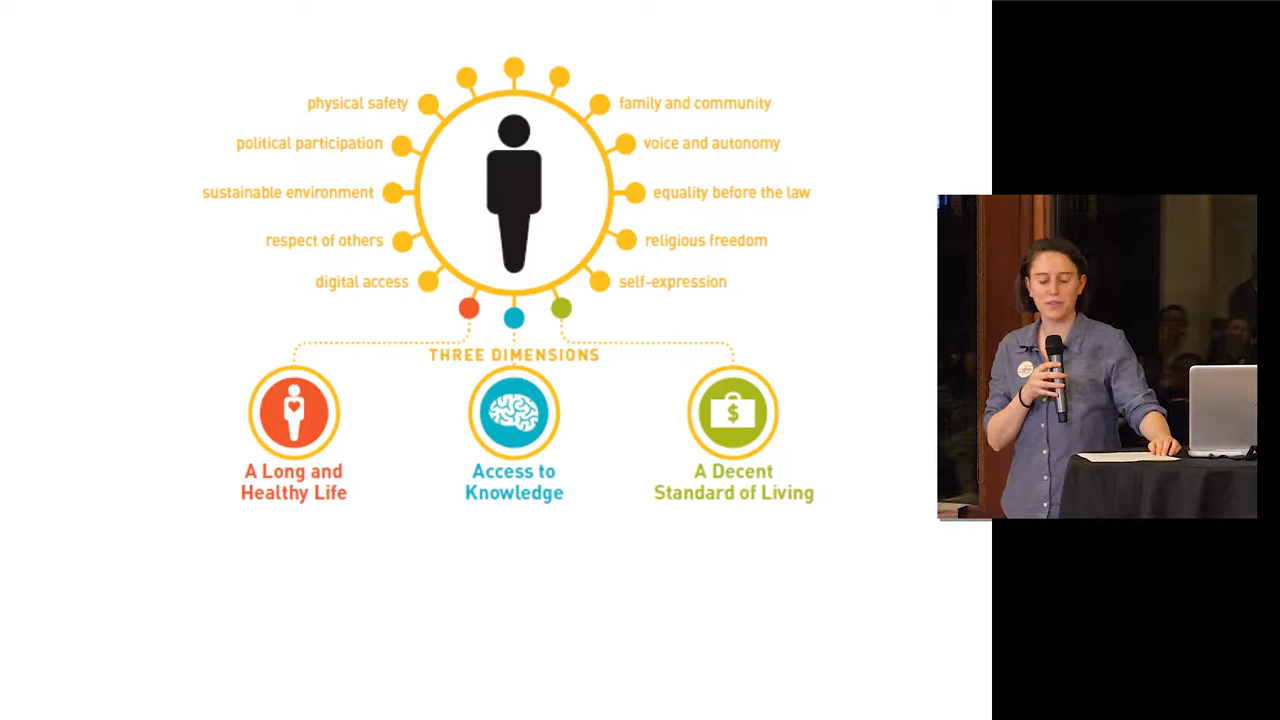 physical safety
family and community
political participation
voice and autonomy
sustainable environment
equality before the law
respect of others
religious freedom
digital access
self-expression
THREE DIMENSIONS
$
A Long and
Healthy Life
Access to
Knowledge
A Decent
Standard of Living